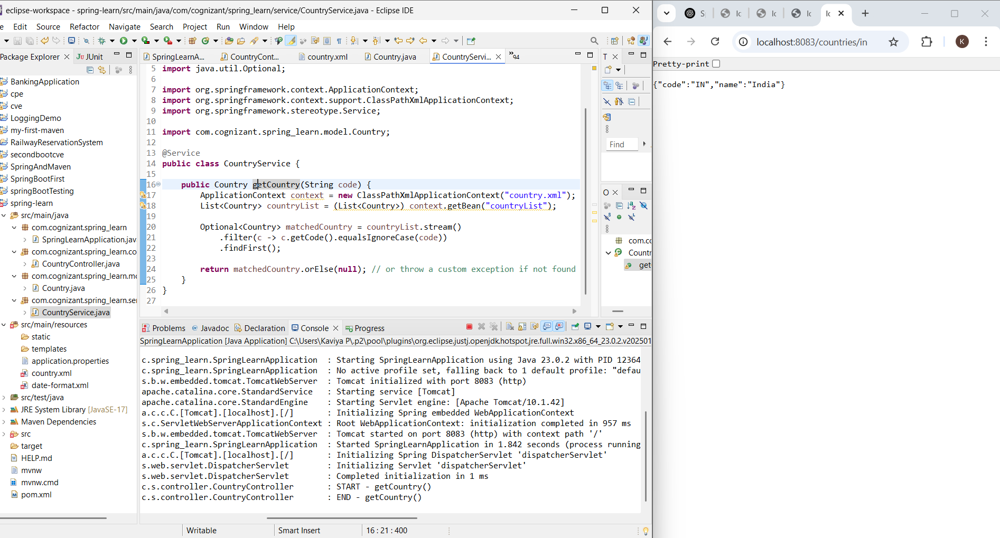 eclipse-workspace - spring-learn/src/main/java/com/cognizant/spring_learn/service/CountryService.java - Eclipse IDE
e Edit Source Refactor Navigate Search Project Run Window Help
Package Explorer JUnit
BankingApplication
cpe
cve
LoggingDemo
my-first-maven
RailwayReservationSystem
secondbootcve
SpringAndMaven
SpringBootFirst
springBootTesting
spring-learn
src/main/java
com.cognizant.spring_learn
SpringLearnApplication.jav
com.cognizant.spring_learn.co
CountryController.java
com.cognizant.spring_learn.mo
Country.java
com.cognizant.spring_learn.ser
CountryService.java
src/main/resources
static
templates
application.properties
country.xml
date-format.xml
src/test/java
JRE System Library [JavaSE-17]
Maven Dependencies
src
target
HELP.md
mvnw
mvnw.cmd
pom.xml
SpringLearnA... CountryCont... country.xml Country.java CountryServi... 94
5 import java.util.Optional;
6
7 import org.springframework.context.ApplicationContext;
8 import org.springframework.context.support.ClassPathXmlApplicationContext;
9 import org.springframework.stereotype.Service;
10
11 import com.cognizant.spring_learn.model.Country;
12
13 @Service
14 public class CountryService {
15
16 public Country getCountry(String code) {
17 ApplicationContext context = new ClassPathXmlApplicationContext("country.xml");
18 List<Country> countryList = (List<Country>) context.getBean("countryList");
19
20 Optional<Country> matchedCountry = countryList.stream()
21 .filter(c -> c.getCode().equalsIgnoreCase(code))
22 .findFirst();
23
24 return matchedCountry.orElse(null); // or throw a custom exception if not found
25 }
26 }
27
T
Find
O
com.co
Countr
get
Problems Javadoc Declaration Console Progress
SpringLearnApplication [Java Application] C:\Users\Kaviya P\.p2\pool\plugins\org.eclipse.justj.openjdk.hotspot.jre.full.win32.x86_64_23.0.2.v202501
c.spring_learn.SpringLearnApplication : Starting SpringLearnApplication using Java 23.0.2 with PID 12364
c.spring_learn.SpringLearnApplication : No active profile set, falling back to 1 default profile: "defau
s.b.w.embedded.tomcat.TomcatWebServer : Tomcat initialized with port 8083 (http)
apache.catalina.core.StandardService : Starting service [Tomcat]
apache.catalina.core.StandardEngine : Starting Servlet engine: [Apache Tomcat/10.1.42]
a.c.c.C.[Tomcat].[localhost].[/] : Initializing Spring embedded WebApplicationContext
s.c.ServletWebServerApplicationContext : Root WebApplicationContext: initialization completed in 957 ms
s.b.w.embedded.tomcat.TomcatWebServer : Tomcat started on port 8083 (http) with context path '/'
c.spring_learn.SpringLearnApplication : Started SpringLearnApplication in 1.842 seconds (process running
a.c.c.C.[Tomcat].[localhost].[/] : Initializing Spring DispatcherServlet 'dispatcherServlet'
s.web.servlet.DispatcherServlet : Initializing Servlet 'dispatcherServlet'
s.web.servlet.DispatcherServlet : Completed initialization in 1 ms
c.s.controller.CountryController : START - getCountry()
c.s.controller.CountryController : END - getCountry()
Writable Smart Insert 16 : 21 : 400
S lc lc lc lc
localhost:8083/countries/in
K
Pretty-print
{"code":"IN","name":"India"}